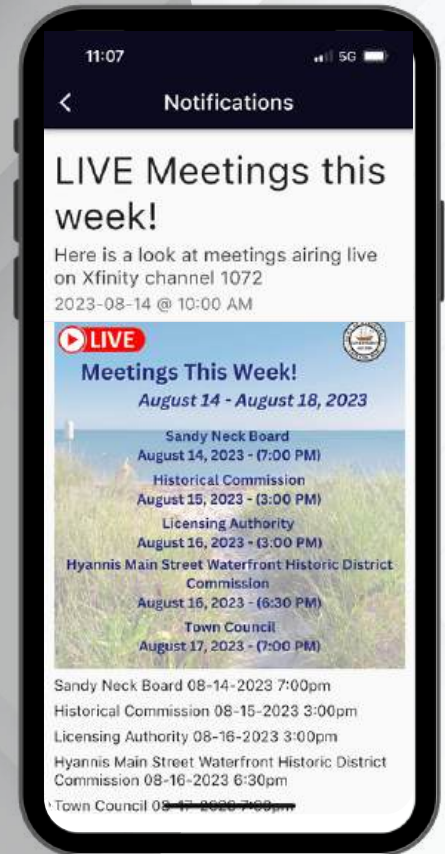 11:07
5G
Notifications
LIVE Meetings this
week!
Here is a look at meetings airing live
on Xfinity channel 1072
2023-08-14 @ 10:00 AM
LIVE
Meetings This Week!
August 14 - August 18, 2023
Sandy Neck Board
August 14, 2023 - (7:00 PM)
Historical Commission
August 15, 2023 - (3:00 PM)
Licensing Authority
August 16, 2023 - (3:00 PM)
Hyannis Main Street Waterfront Historic District
Commission
August 16, 2023 - (6:30 PM)
Town Council
August 17, 2023 - (7:00 PM)
Sandy Neck Board 08-14-2023 7:00pm
Historical Commission 08-15-2023 3:00pm
Licensing Authority 08-16-2023 3:00pm
Hyannis Main Street Waterfront Historic District
Commission 08-16-2023 6:30pm
Town Council 08-17-2023 7:00pm